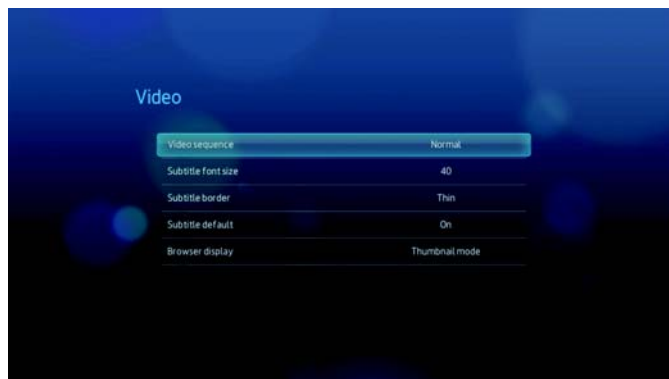 Video
Video sequence Normal
Subtitle font size 40
Subtitle border Thin
Subtitle default On
Browser display Thumbnail mode